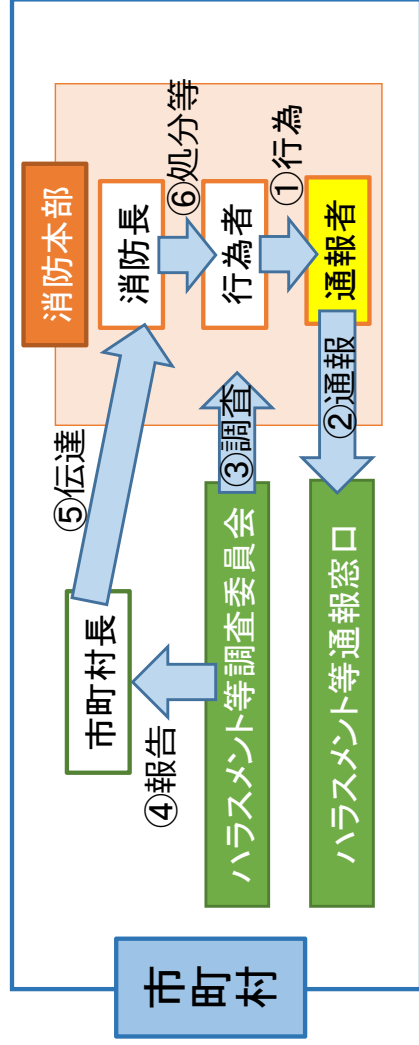 市町村
消防本部
消防長
⑥処分等
行為者
①行為
通報者
⑤伝達
市町村長
④報告
③調査
ハラスメント等調査委員会
②通報
ハラスメント等通報窓口